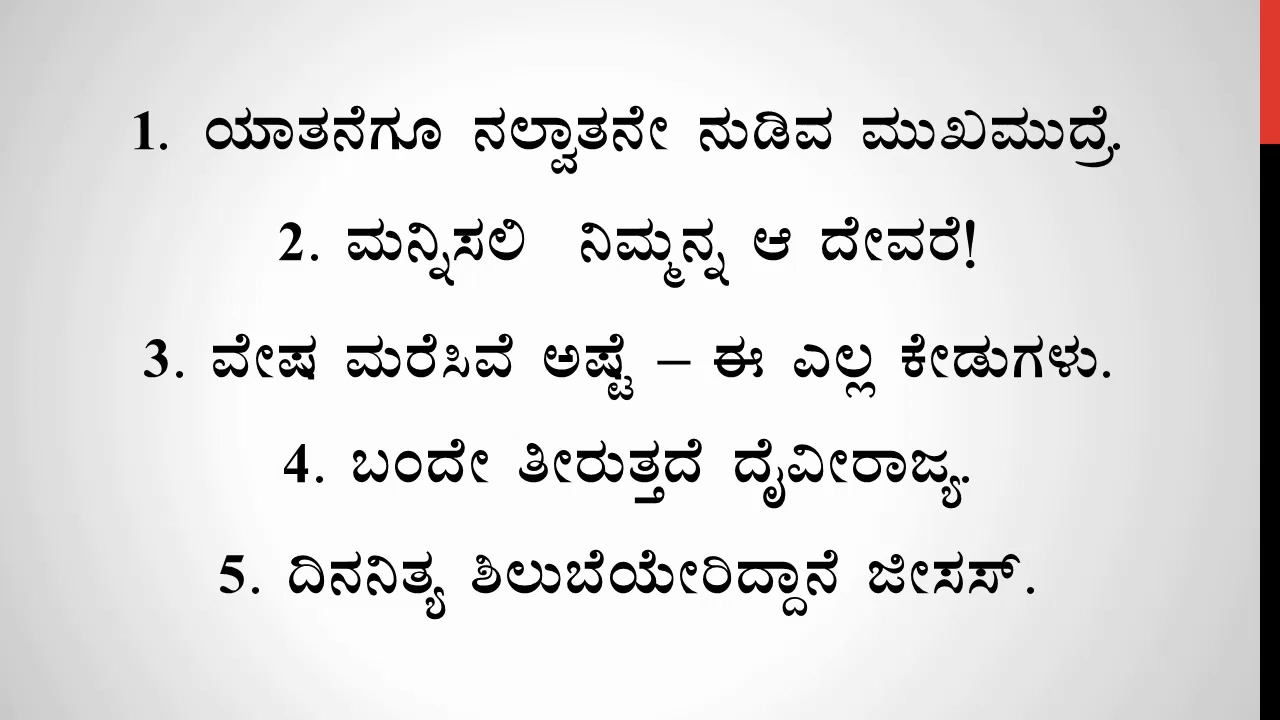 1. ಯಾತನೆಗೂ ನಲ್ವಾತನೇ ನುಡಿವ ಮುಖಮುದ್ರೆ.
2. ಮನ್ನಿಸಲಿ ನಿಮ್ಮನ್ನ ಆ ದೇವರೆ!
3. ವೇಷ ಮರೆಸಿವೆ ಅಷ್ಟೆ – ಈ ಎಲ್ಲ ಕೇಡುಗಳು.
4. ಬಂದೇ ತೀರುತ್ತದೆ ದೈವೀರಾಜ್ಯ.
5. ದಿನನಿತ್ಯ ಶಿಲುಬೆಯೇರಿದ್ದಾನೆ ಜೀಸಸ್.